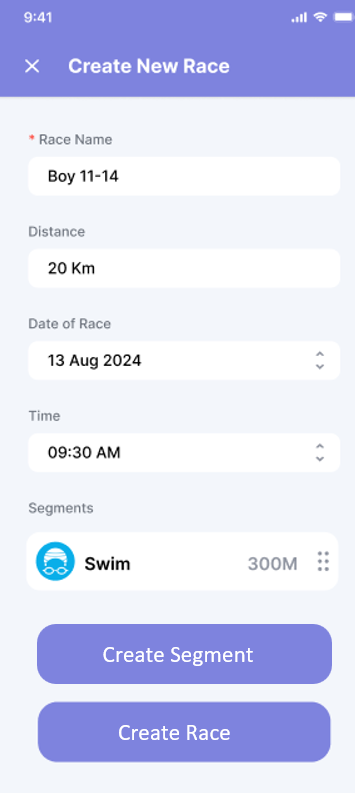 9:41
Create New Race
* Race Name
Boy 11-14
Distance
20 Km
Date of Race
13 Aug 2024
Time
09:30 AM
Segments
Swim 300M
Create Segment
Create Race